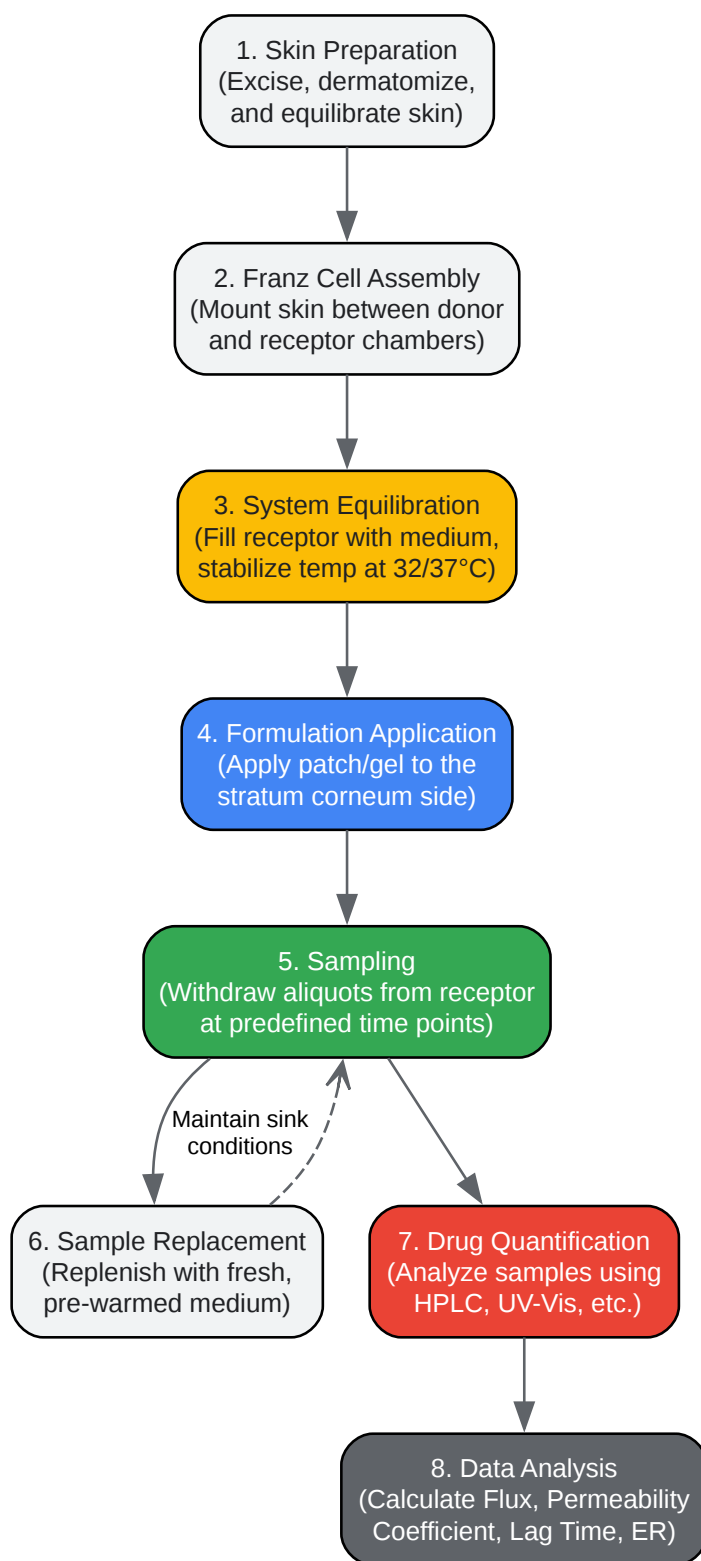 1. Skin Preparation
(Excise, dermatomize,
and equilibrate skin)
2. Franz Cell Assembly
(Mount skin between donor
and receptor chambers)
3. System Equilibration
(Fill receptor with medium,
stabilize temp at 32/37°C)
4. Formulation Application
(Apply patch/gel to the
stratum corneum side)
5. Sampling
(Withdraw aliquots from receptor
at predefined time points)
Maintain sink
conditions
6. Sample Replacement
(Replenish with fresh,
pre-warmed medium)
7. Drug Quantification
(Analyze samples using
HPLC, UV-Vis, etc.)
8. Data Analysis
(Calculate Flux, Permeability
Coefficient, Lag Time, ER)